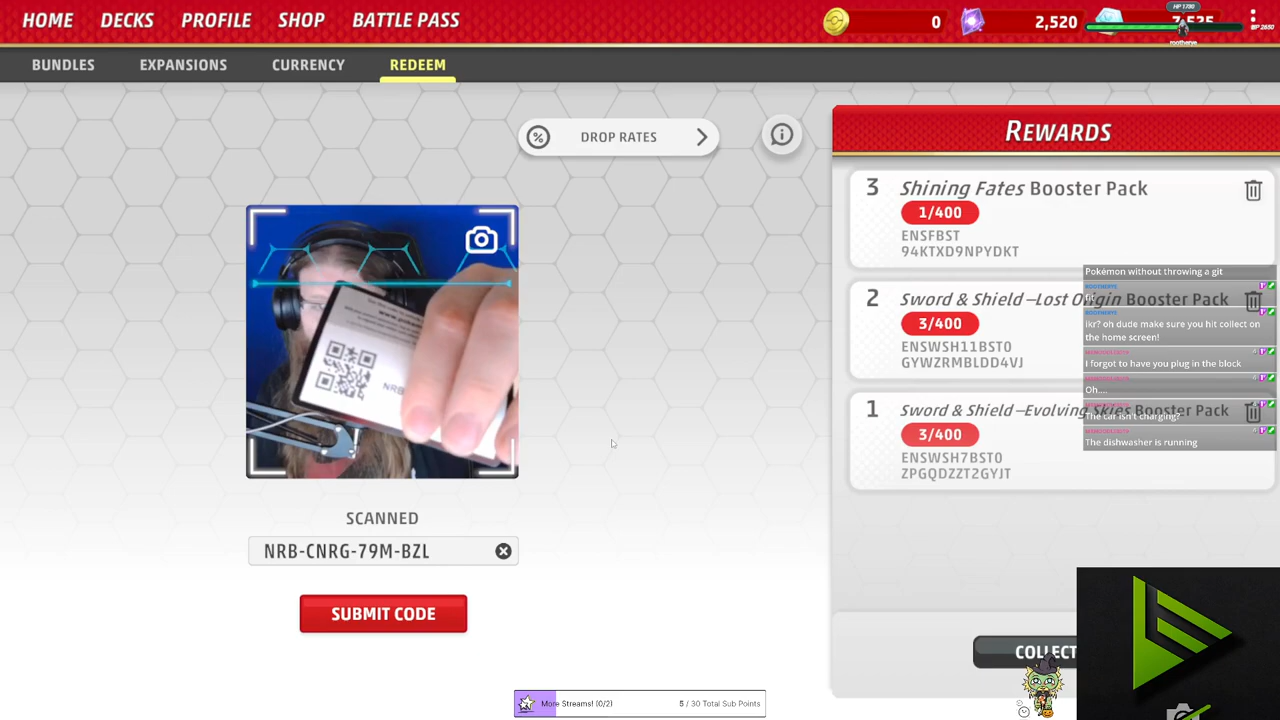 HOME DECKS PROFILE SHOP BATTLE PASS 0 2,520
HP 1780
BUNDLES EXPANSIONS CURRENCY REDEEM
DROP RATES
REWARDS
3 Shining Fates Booster Pack
1/400
ENSFBST
94KTXD9NPYDKT
2 Sword & Shield—Lost Origin Booster Pack
3/400
ENSWSH11BST0
GYWZRMBLDD4VJ
1 Sword & Shield—Evolving Skies Booster Pack
3/400
ENSWSH7BST0
ZPGQDZZT2GYJT
Pokémon without throwing a git
ikr? oh dude make sure you hit collect on
the home screen!
I forgot to have you plug in the block
Oh....
The car isn't charging?
The dishwasher is running
NRB
SCANNED
NRB-CNRG-79M-BZL
SUBMIT CODE
COLLECT
More Streams! (0/2) 5 / 30 Total Sub Points